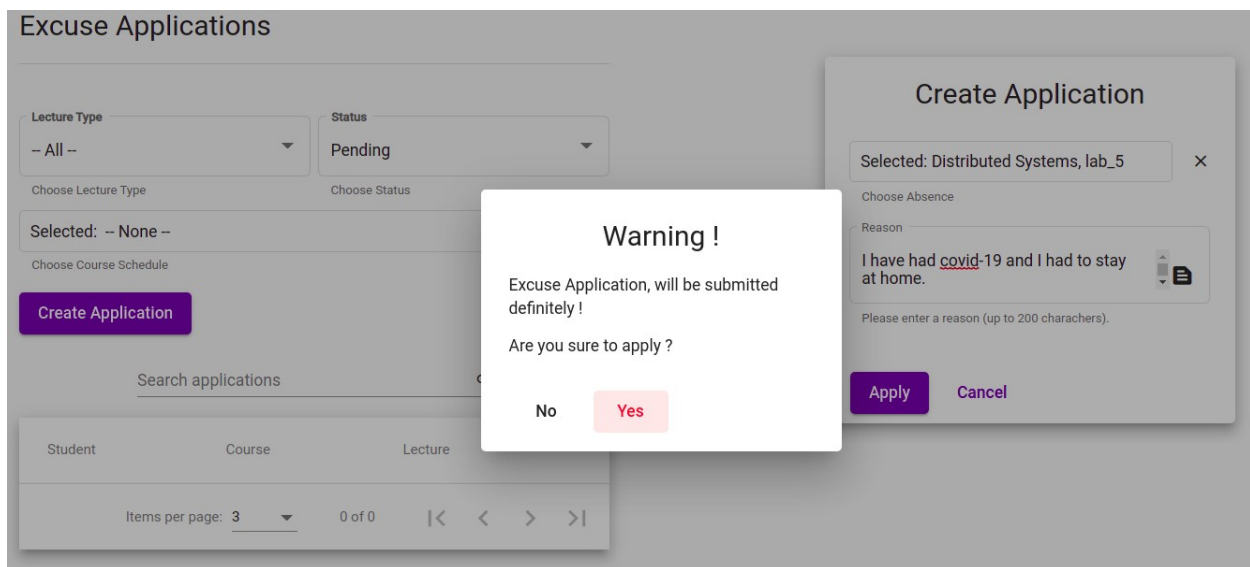 Excuse Applications
Lecture Type
-- All --
Choose Lecture Type
Status
Pending
Choose Status
Selected: -- None --
Choose Course Schedule
Create Application
Search applications
Student Course Lecture
Items per page: 3 0 of 0
Warning !
Excuse Application, will be submitted
definitely !
Are you sure to apply ?
No Yes
Create Application
Selected: Distributed Systems, lab_5
Choose Absence
Reason
I have had covid-19 and I had to stay
at home.
Please enter a reason (up to 200 charachers).
Apply Cancel